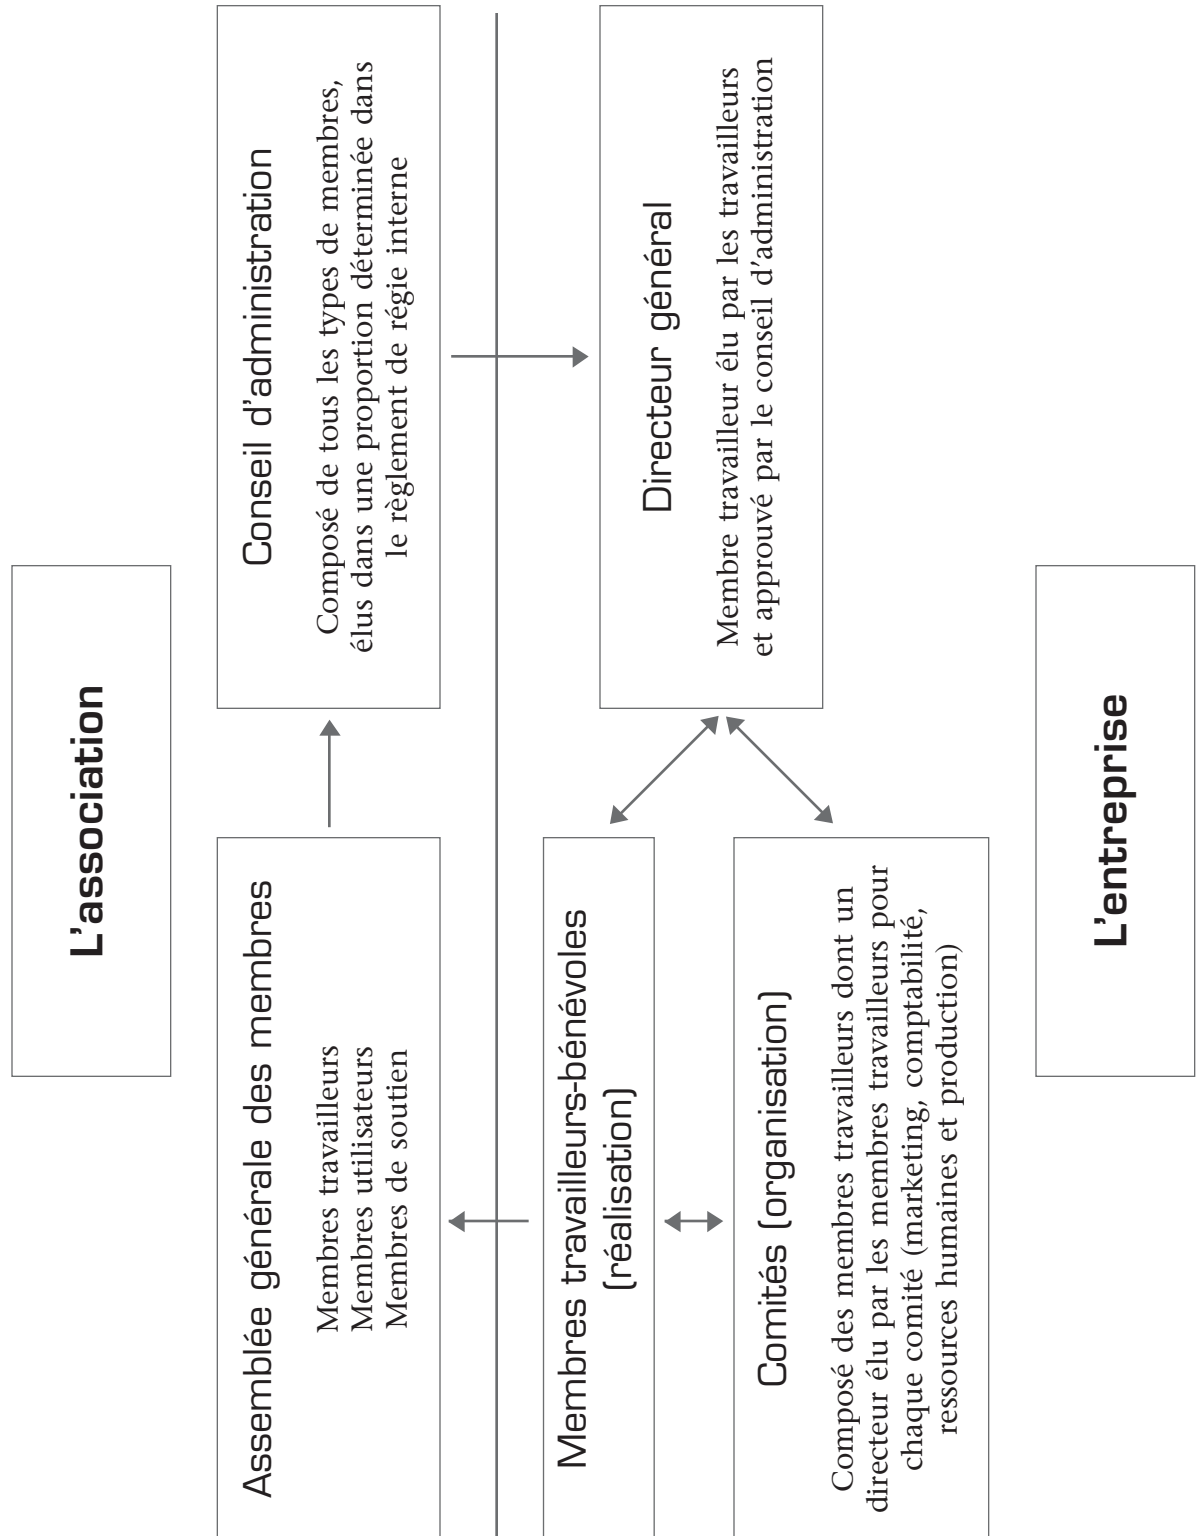 L'association
Assemblée générale des membres
Membres travailleurs
Membres utilisateurs
Membres de soutien
Conseil d'administration
Composé de tous les types de membres,
élus dans une proportion déterminée dans
le règlement de régie interne
Membres travailleurs-bénévoles
(réalisation)
Directeur général
Membre travailleur élu par les travailleurs
et approuvé par le conseil d'administration
Comités (organisation)
Composé des membres travailleurs dont un
directeur élu par les membres travailleurs pour
chaque comité (marketing, comptabilité,
ressources humaines et production)
L'entreprise